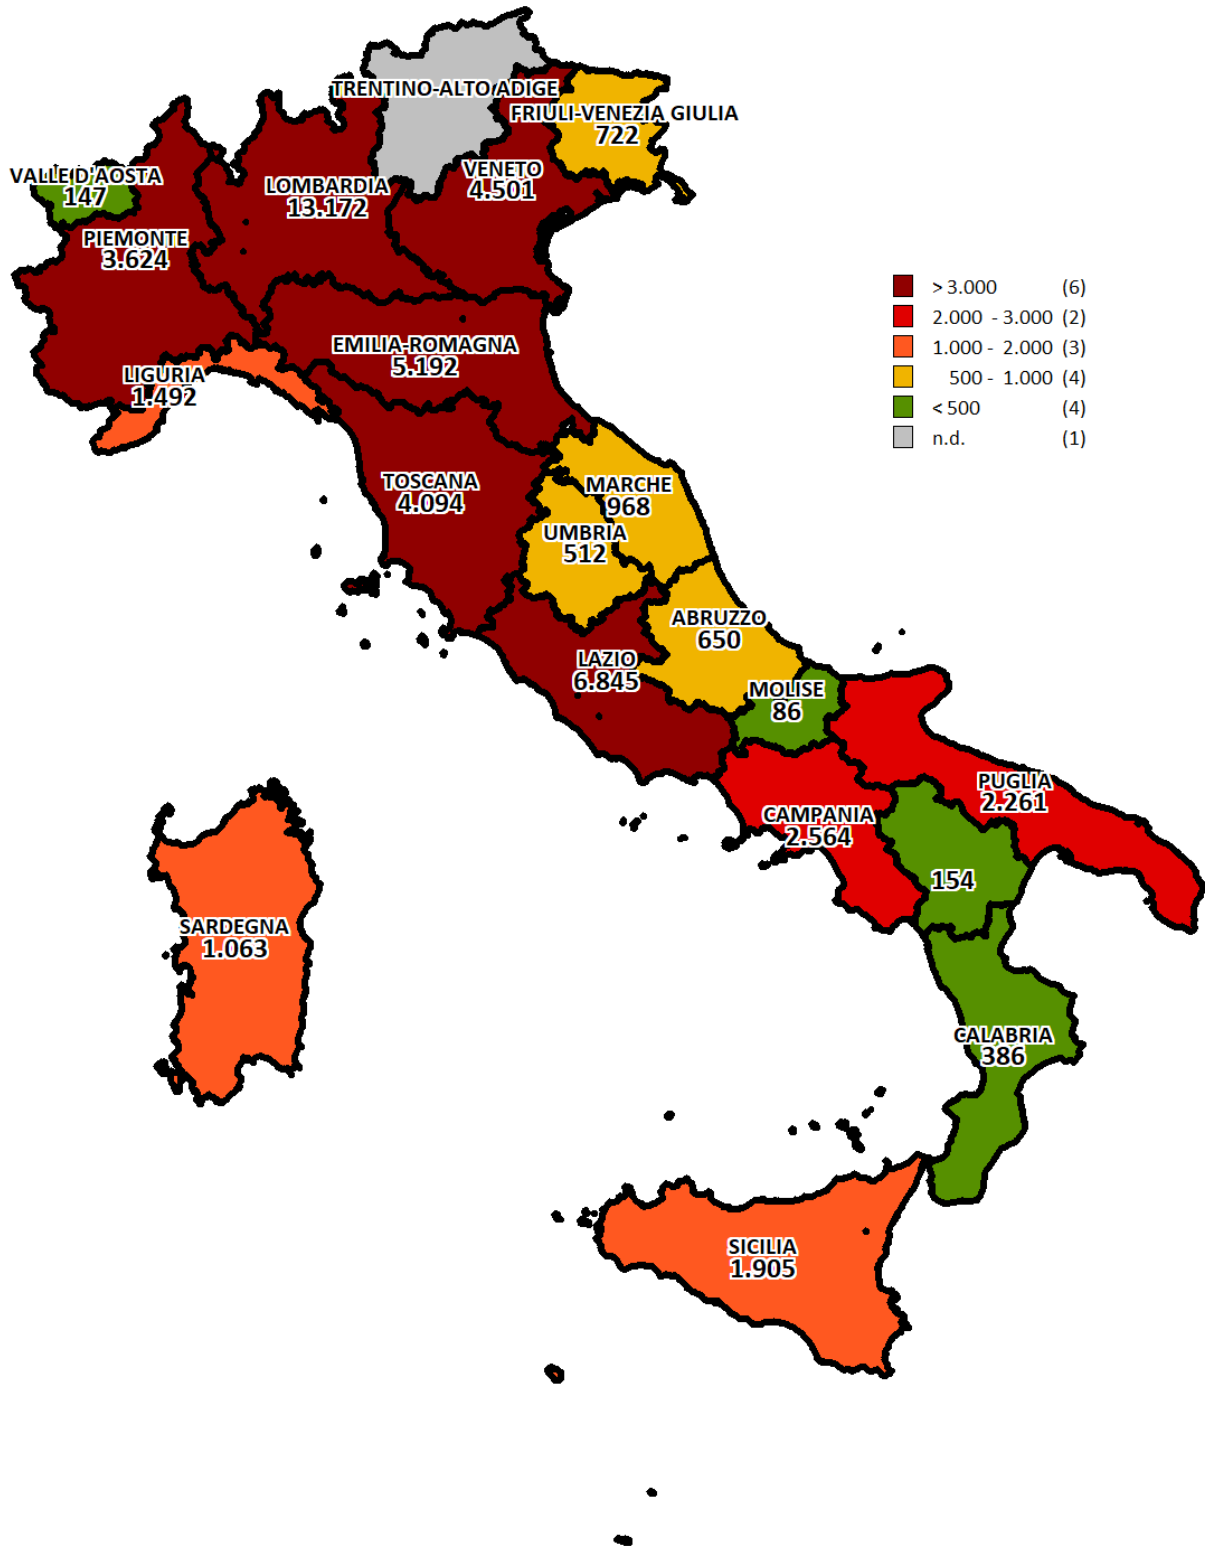 TRENTINO-ALTO ADIGE
FRIULI-VENEZIA GIULIA
722
VALLE D'AOSTA
147
VENETO
4.501
LOMBARDIA
13.172
PIEMONTE
3.624
> 3.000 (6)
2.000 - 3.000 (2)
1.000 - 2.000 (3)
500 - 1.000 (4)
< 500 (4)
n.d. (1)
EMILIA-ROMAGNA
5.192
LIGURIA
1.492
TOSCANA
4.094
MARCHE
968
UMBRIA
512
ABRUZZO
650
LAZIO
6.845
MOLISE
86
PUGLIA
2.261
CAMPANIA
2.564
154
SARDEGNA
1.063
CALABRIA
386
SICILIA
1.905